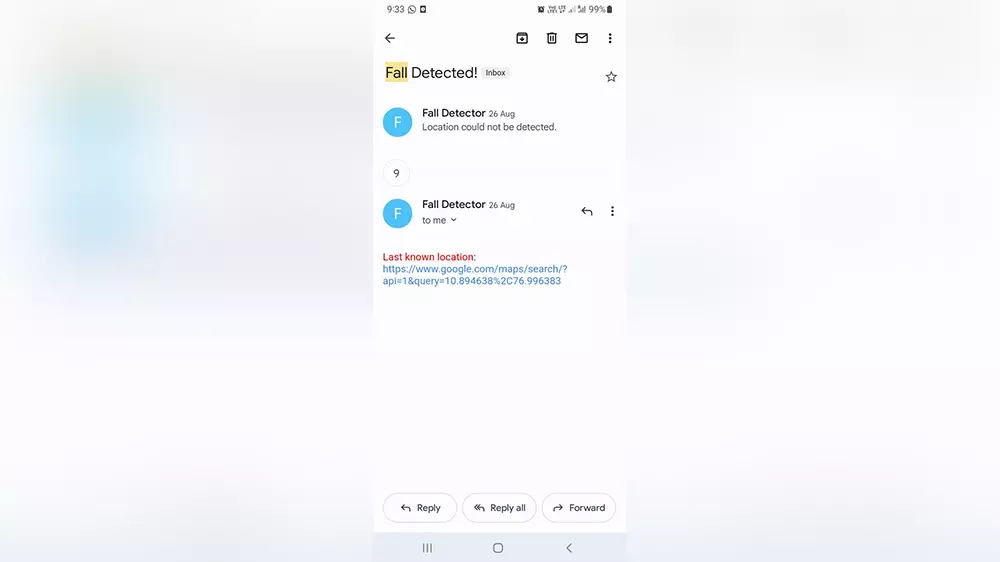 9:33 99%
Fall Detected! Inbox
F
Fall Detector 26 Aug
Location could not be detected.
9
F
Fall Detector 26 Aug
to me
Last known location:
https://www.google.com/maps/search/?
api=1&query=10.894638%2C76.996383
Reply Reply all Forward